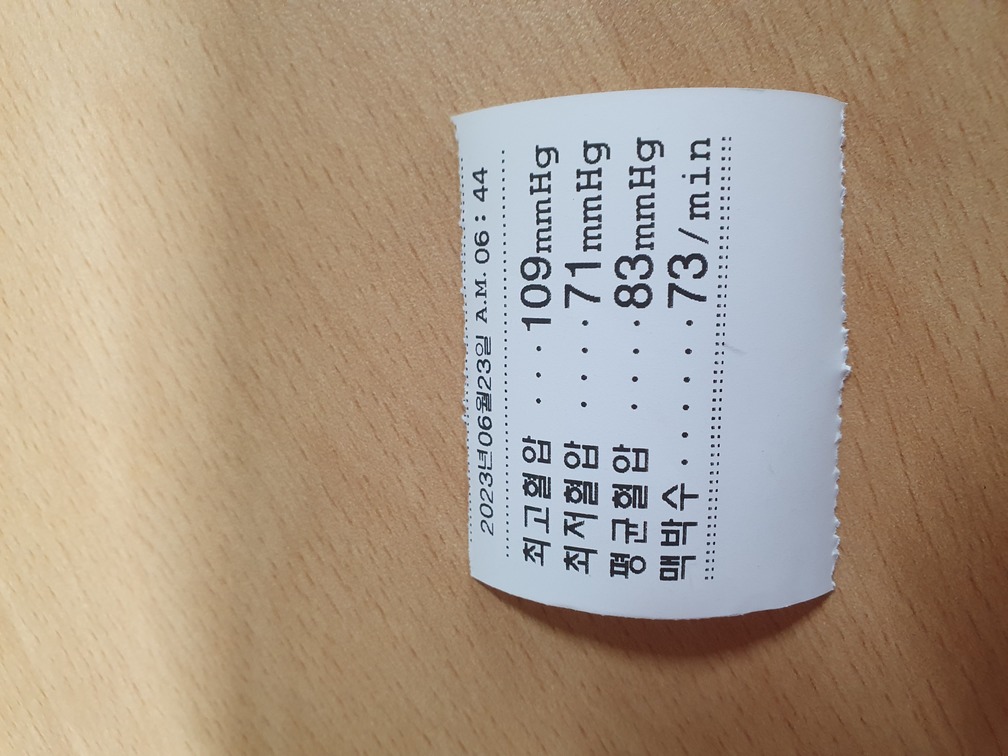 2023년06월23일 A.M. 06 : 44
최고혈압 ...109mmHg
최저혈압 ....71mmHg
평균혈압 ....83mmHg
맥박수.......73/min